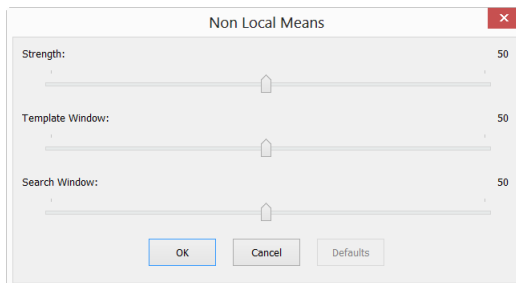 Non Local Means
Strength: 50
Template Window: 50
Search Window: 50
OK Cancel Defaults